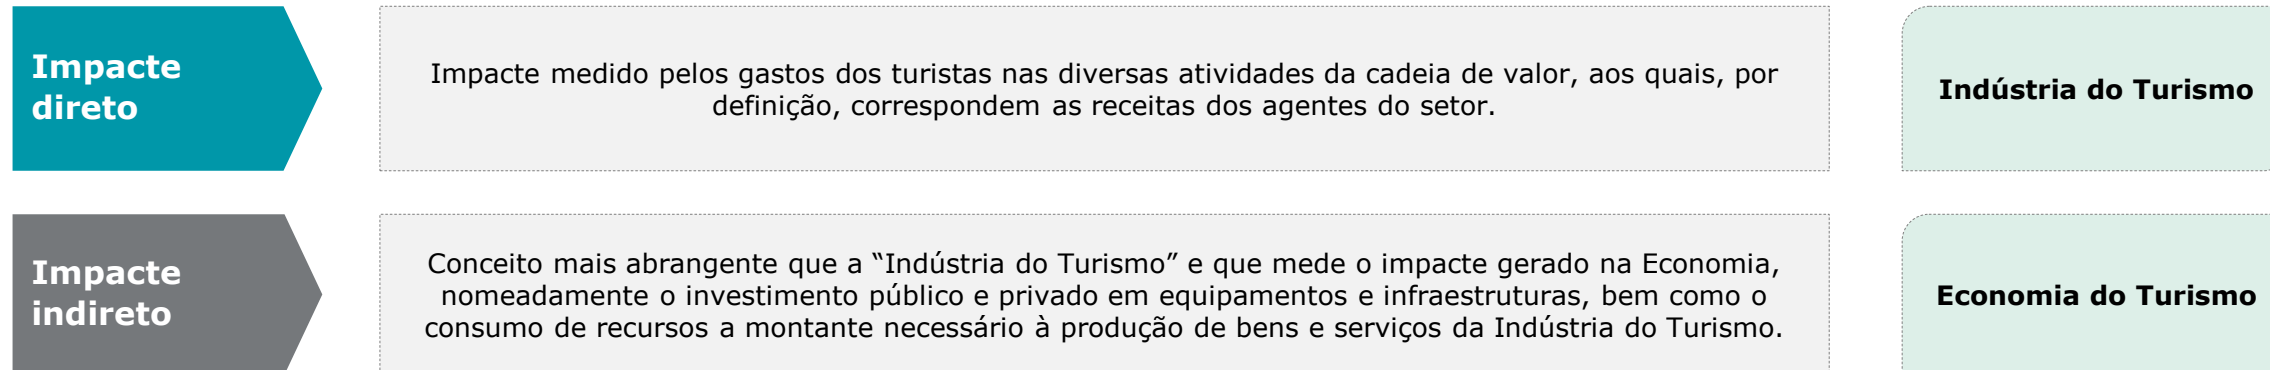 Impacte
direto
Impacte medido pelos gastos dos turistas nas diversas atividades da cadeia de valor, aos quais, por
definição, correspondem as receitas dos agentes do setor.
Indústria do Turismo
Impacte
indireto
Conceito mais abrangente que a “Indústria do Turismo” e que mede o impacte gerado na Economia,
nomeadamente o investimento público e privado em equipamentos e infraestruturas, bem como o
consumo de recursos a montante necessário à produção de bens e serviços da Indústria do Turismo.
Economia do Turismo